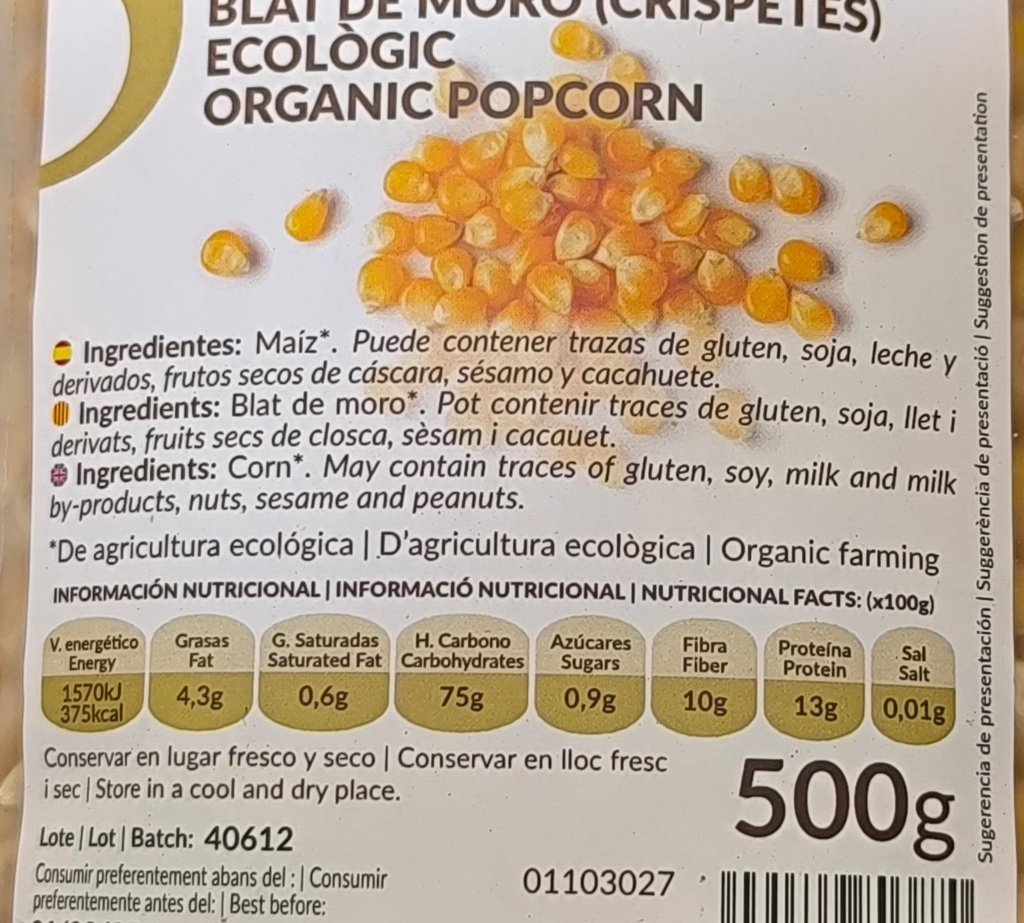 BLAT DE MORO (CRISPETES)
ECOLÒGIC
ORGANIC POPCORN
Ingredientes: Maíz*. Puede contener trazas de gluten, soja, leche y
derivados, frutos secos de cáscara, sésamo y cacahuete.
Ingredients: Blat de moro*. Pot contenir traces de gluten, soja, llet i
derivats, fruits secs de closca, sèsam i cacauet.
Ingredients: Corn*. May contain traces of gluten, soy, milk and milk
by-products, nuts, sesame and peanuts.
*De agricultura ecológica | D'agricultura ecològica | Organic farming
INFORMACIÓN NUTRICIONAL | INFORMACIÓ NUTRICIONAL | NUTRICIONAL FACTS: (x100g)
V. energético
Energy
1570kJ
375kcal
Grasas
Fat
4,3g
G. Saturadas
Saturated Fat
0,6g
H. Carbono
Carbohydrates
75g
Azúcares
Sugars
0,9g
Fibra
Fiber
10g
Proteína
Protein
13g
Sal
Salt
0,01g
Conservar en lugar fresco y seco | Conservar en lloc fresc
i sec | Store in a cool and dry place.
500g
Lote | Lot | Batch: 40612
Consumir preferentement abans del : | Consumir
preferentemente antes del: | Best before:
01103027
Sugerencia de presentación | Suggerència de presentació | Suggestion de presentation